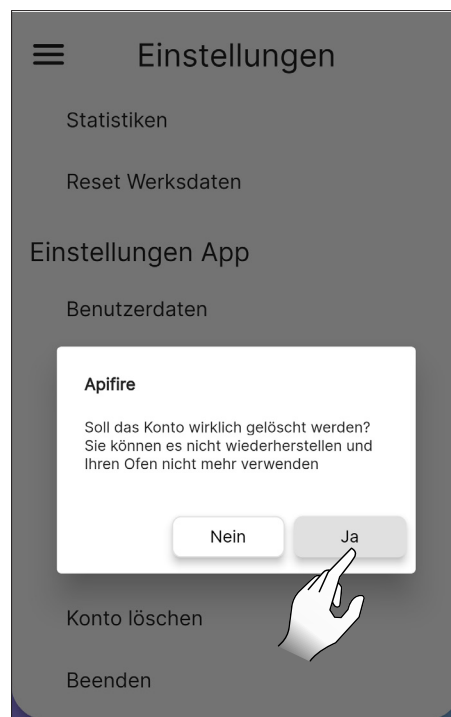 Einstellungen
Statistiken
Reset Werksdaten
Einstellungen App
Benutzerdaten
Apifire
Soll das Konto wirklich gelöscht werden?
Sie können es nicht wiederherstellen und
Ihren Ofen nicht mehr verwenden
Nein
Ja
Konto löschen
Beenden